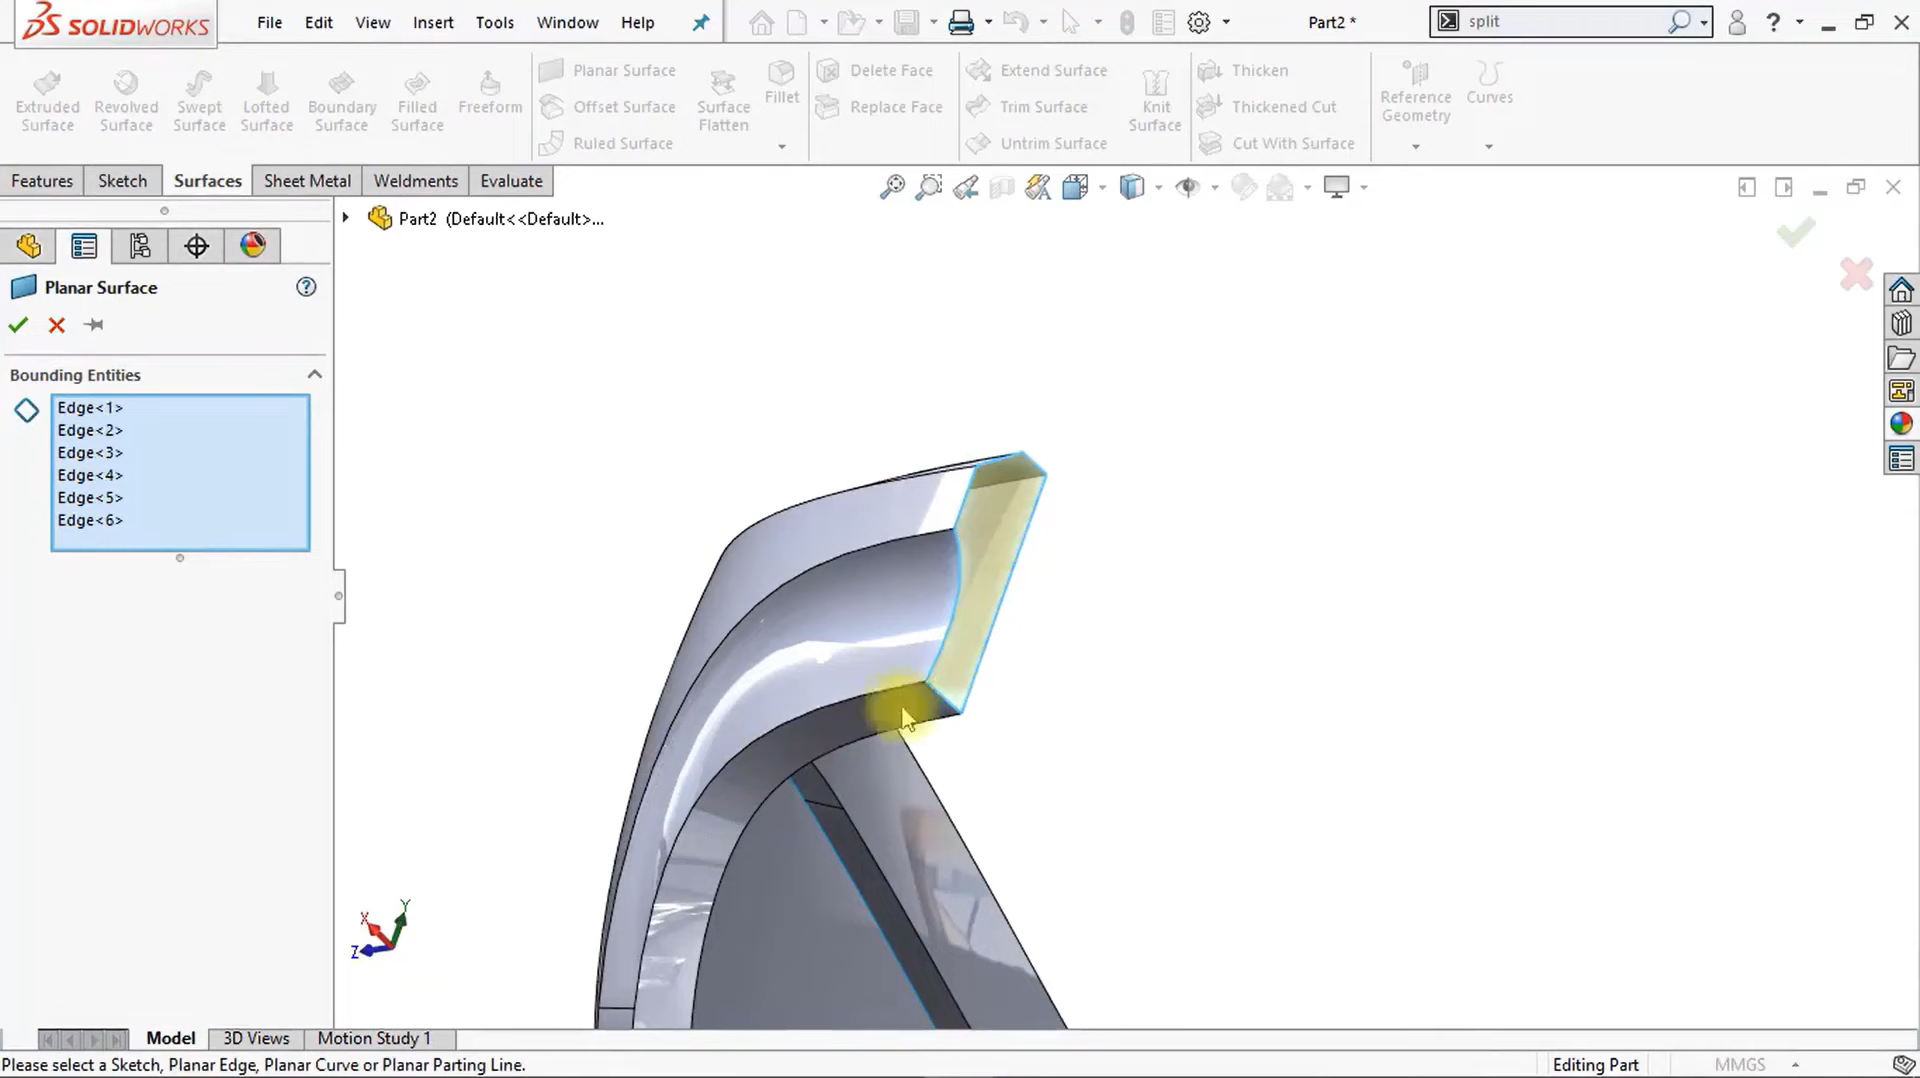 SOLIDWORKS
File Edit View Insert Tools Window Help
Part2 *
split
Extruded Surface
Revolved Surface
Swept Surface
Lofted Surface
Boundary Surface
Filled Surface
Freeform
Planar Surface
Offset Surface
Ruled Surface
Surface Flatten
Fillet
Delete Face
Replace Face
Extend Surface
Trim Surface
Untrim Surface
Knit Surface
Thicken
Thickened Cut
Cut With Surface
Reference Geometry
Curves
Features Sketch Surfaces Sheet Metal Weldments Evaluate
Part2 (Default<<Default>...
Planar Surface
Bounding Entities
Edge<1>
Edge<2>
Edge<3>
Edge<4>
Edge<5>
Edge<6>
Y
X
Z
Model 3D Views Motion Study 1
Please select a Sketch, Planar Edge, Planar Curve or Planar Parting Line.
Editing Part
MMGS